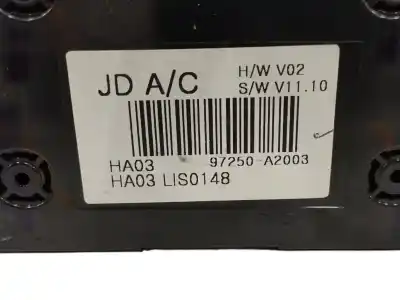 JD A/C H/W V02
S/W V11.10
HA03 97250-A2003
HA03 LIS0148